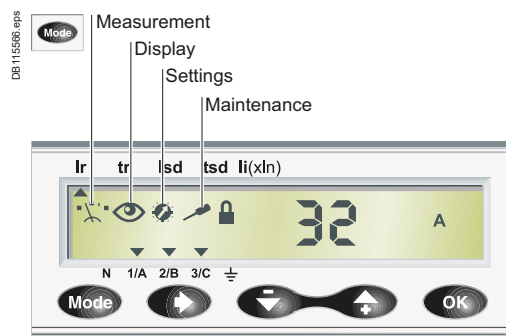 DB115566.eps
Mode
Measurement
Display
Settings
Maintenance
Ir tr Isd tsd Ii(xIn)
32 A
N 1/A 2/B 3/C
Mode OK